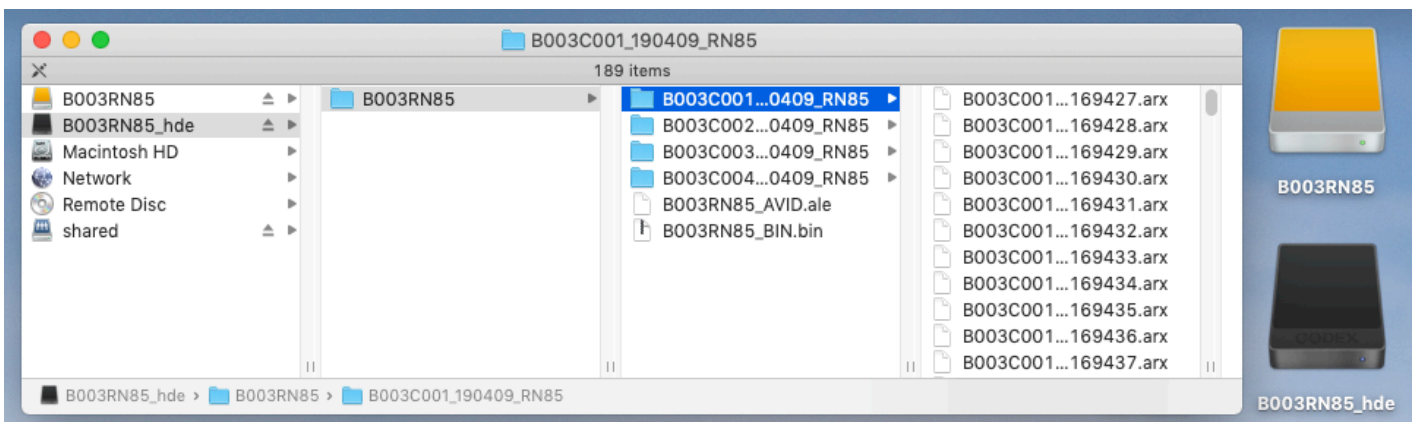 B003C001_190409_RN85
189 items
B003RN85
B003RN85_hde
Macintosh HD
Network
Remote Disc
shared
B003RN85
B003C001...0409_RN85
B003C002...0409_RN85
B003C003...0409_RN85
B003C004...0409_RN85
B003RN85_AVID.ale
B003RN85_BIN.bin
B003C001...169427.arx
B003C001...169428.arx
B003C001...169429.arx
B003C001...169430.arx
B003C001...169431.arx
B003C001...169432.arx
B003C001...169433.arx
B003C001...169434.arx
B003C001...169435.arx
B003C001...169436.arx
B003C001...169437.arx
B003RN85_hde › B003RN85 › B003C001_190409_RN85
B003RN85
CODEX
B003RN85_hde